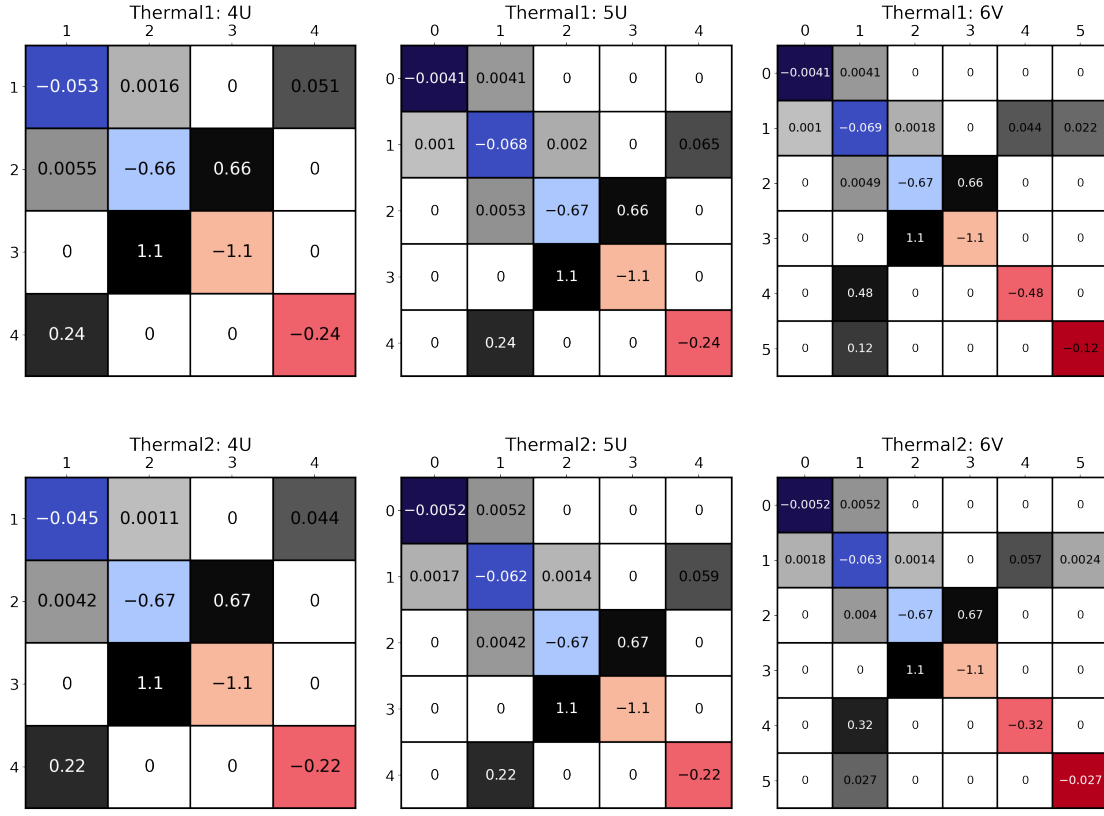 Thermal1: 4U
1 2 3 4
1 −0.053 0.0016 0 0.051
2 0.0055 −0.66 0.66 0
3 0 1.1 −1.1 0
4 0.24 0 0 −0.24
Thermal1: 5U
0 1 2 3 4
0 −0.0041 0.0041 0 0 0
1 0.001 −0.068 0.002 0 0.065
2 0 0.0053 −0.67 0.66 0
3 0 0 1.1 −1.1 0
4 0 0.24 0 0 −0.24
Thermal1: 6V
0 1 2 3 4 5
0 −0.0041 0.0041 0 0 0 0
1 0.001 −0.069 0.0018 0 0.044 0.022
2 0 0.0049 −0.67 0.66 0 0
3 0 0 1.1 −1.1 0 0
4 0 0.48 0 0 −0.48 0
5 0 0.12 0 0 0 −0.12
Thermal2: 4U
1 2 3 4
1 −0.045 0.0011 0 0.044
2 0.0042 −0.67 0.67 0
3 0 1.1 −1.1 0
4 0.22 0 0 −0.22
Thermal2: 5U
0 1 2 3 4
0 −0.0052 0.0052 0 0 0
1 0.0017 −0.062 0.0014 0 0.059
2 0 0.0042 −0.67 0.67 0
3 0 0 1.1 −1.1 0
4 0 0.22 0 0 −0.22
Thermal2: 6V
0 1 2 3 4 5
0 −0.0052 0.0052 0 0 0 0
1 0.0018 −0.063 0.0014 0 0.057 0.0024
2 0 0.004 −0.67 0.67 0 0
3 0 0 1.1 −1.1 0 0
4 0 0.32 0 0 −0.32 0
5 0 0.027 0 0 0 −0.027